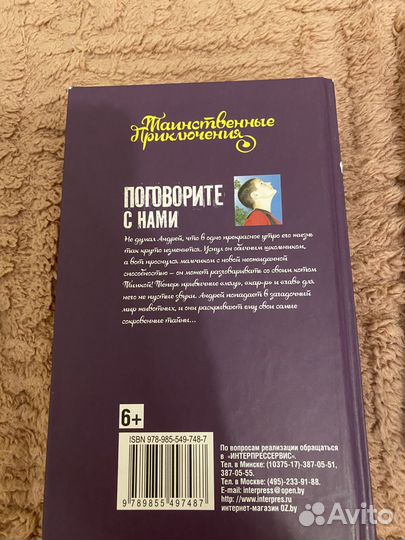 Таинственные
Приключения
ПОГОВОРИТЕ
С НАМИ
Не думал Андрей, что в одно прекрасное утро его жизнь
так круто изменится. Уснул он обычным школьником,
а вот проснулся мальчиком с новой неожиданной
способностью – он может разговаривать со своим котом
Тишкой! Теперь привычные «мяу», «кар-р» и «гав» для
него не пустые звуки. Андрей попадает в загадочный
мир животных, и они раскрывают ему свои самые
сокровенные тайны...
6+
ISBN 978-985-549-748-7
9 789855 497487
По вопросам реализации обращаться
в «ИНТЕРПРЕССЕРВИС».
Тел. в Минске: (10375-17)-387-05-51,
387-05-55.
Тел. в Москве: (495)-233-91-88.
E-mail: interpress@open.by
http://www.interpres.ru
интернет-магазин OZ.by
Avito